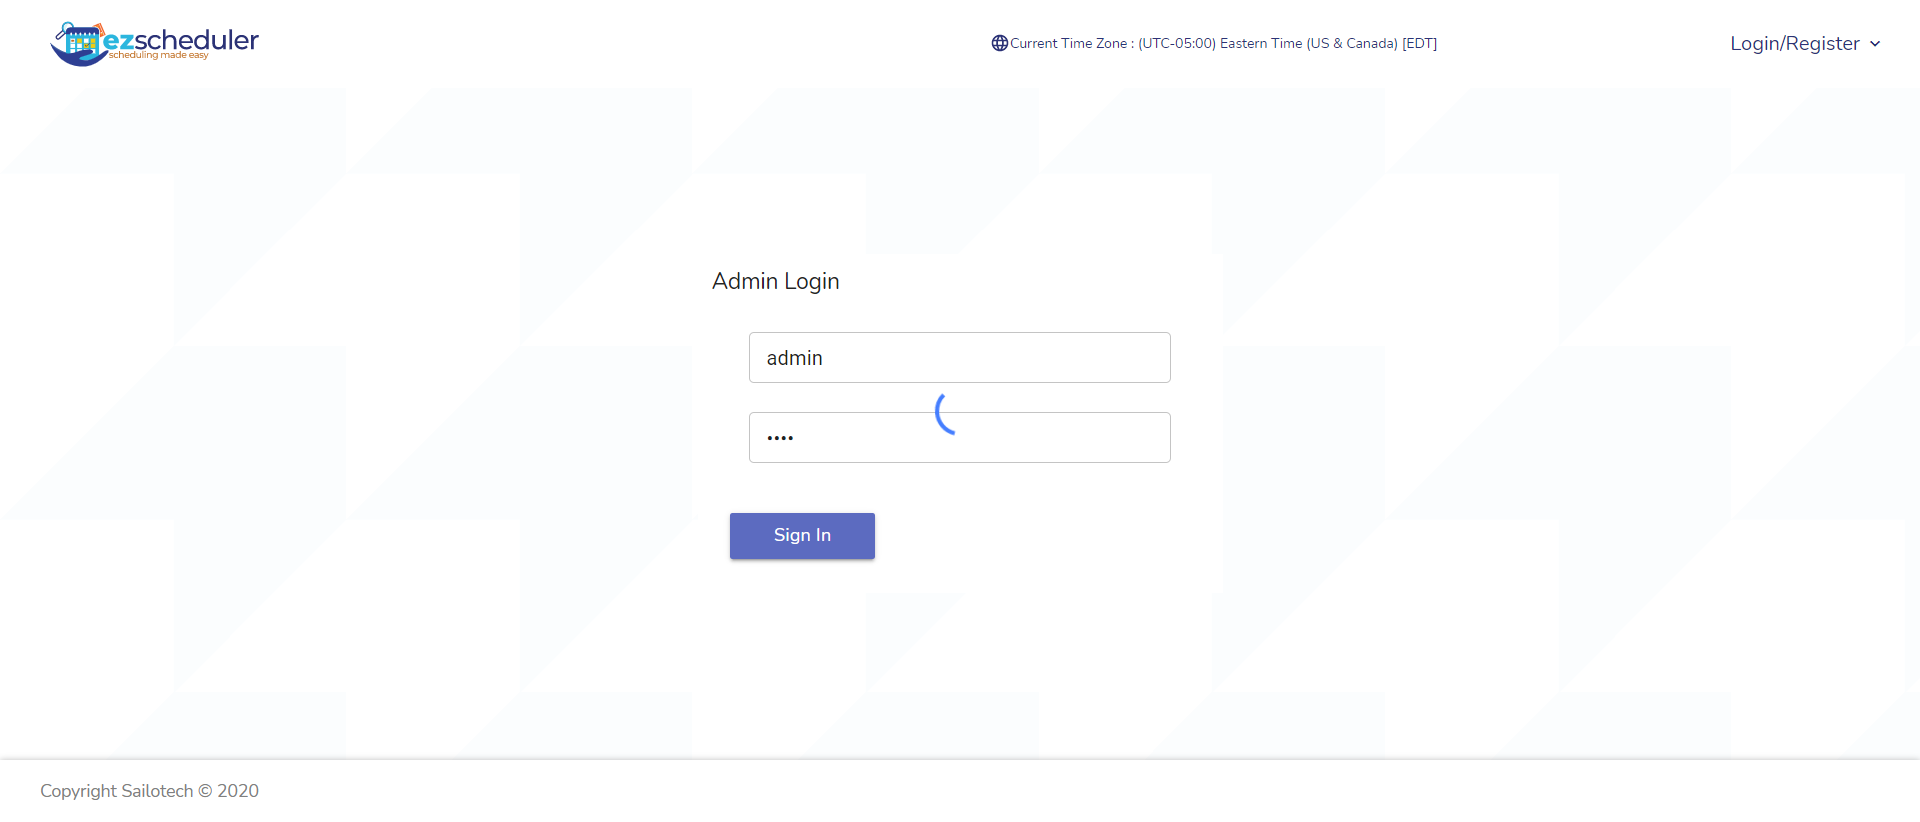 ezscheduler
scheduling made easy
Current Time Zone : (UTC-05:00) Eastern Time (US & Canada) [EDT]
Login/Register
Admin Login
admin
••••
Sign In
Copyright Sailotech © 2020